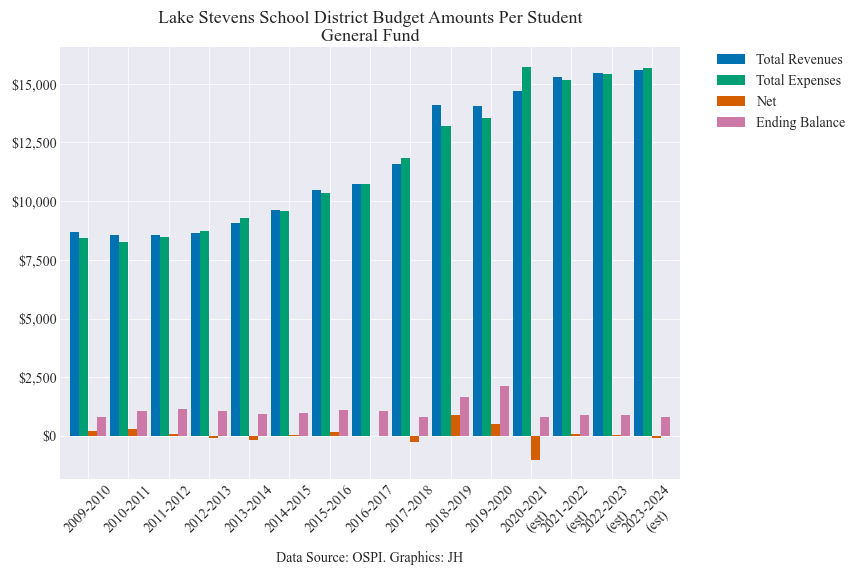 Lake Stevens School District Budget Amounts Per Student
General Fund
Total Revenues
Total Expenses
Net
Ending Balance
$15,000
$12,500
$10,000
$7,500
$5,000
$2,500
$0
2009-2010
2010-2011
2011-2012
2012-2013
2013-2014
2014-2015
2015-2016
2016-2017
2017-2018
2018-2019
2019-2020
2020-2021
(est)
2021-2022
(est)
2022-2023
(est)
2023-2024
(est)
Data Source: OSPI. Graphics: JH